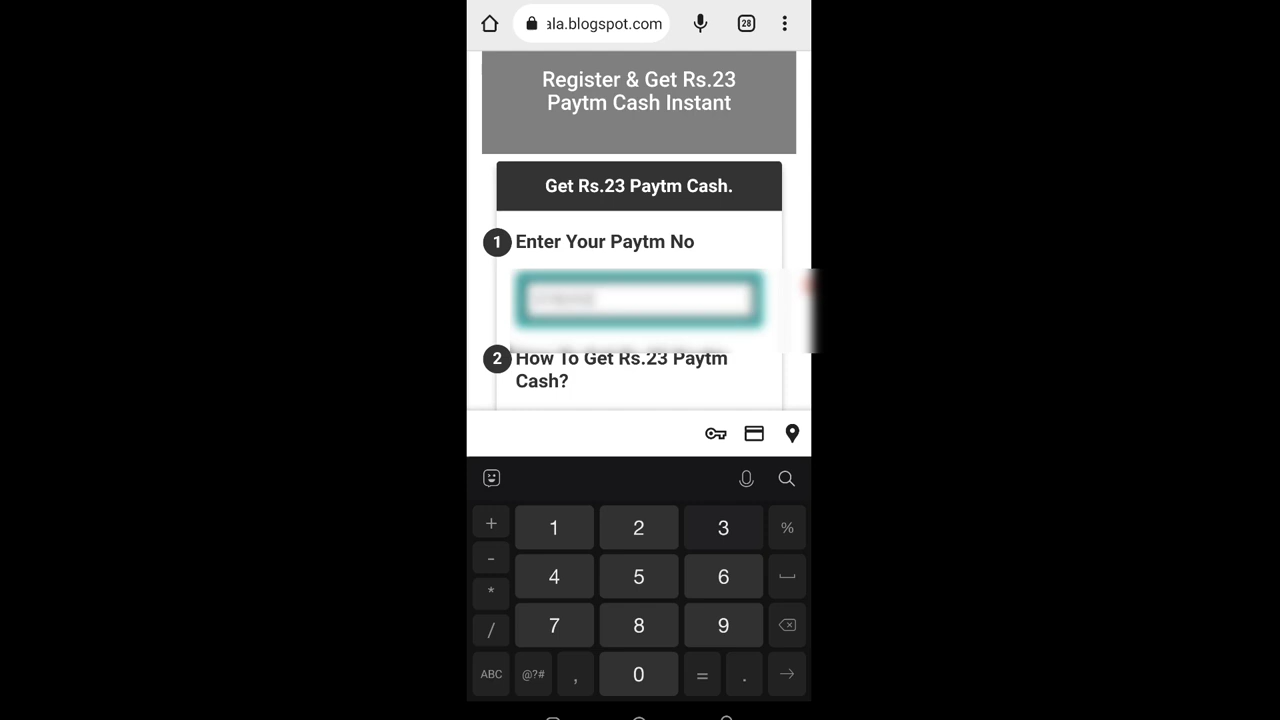 ala.blogspot.com
28
Register & Get Rs.23
Paytm Cash Instant
Get Rs.23 Paytm Cash.
1 Enter Your Paytm No
2 How To Get Rs.23 Paytm
Cash?
+ 1 2 3 %
- 4 5 6
* 7 8 9
/
ABC @?# , 0 = .